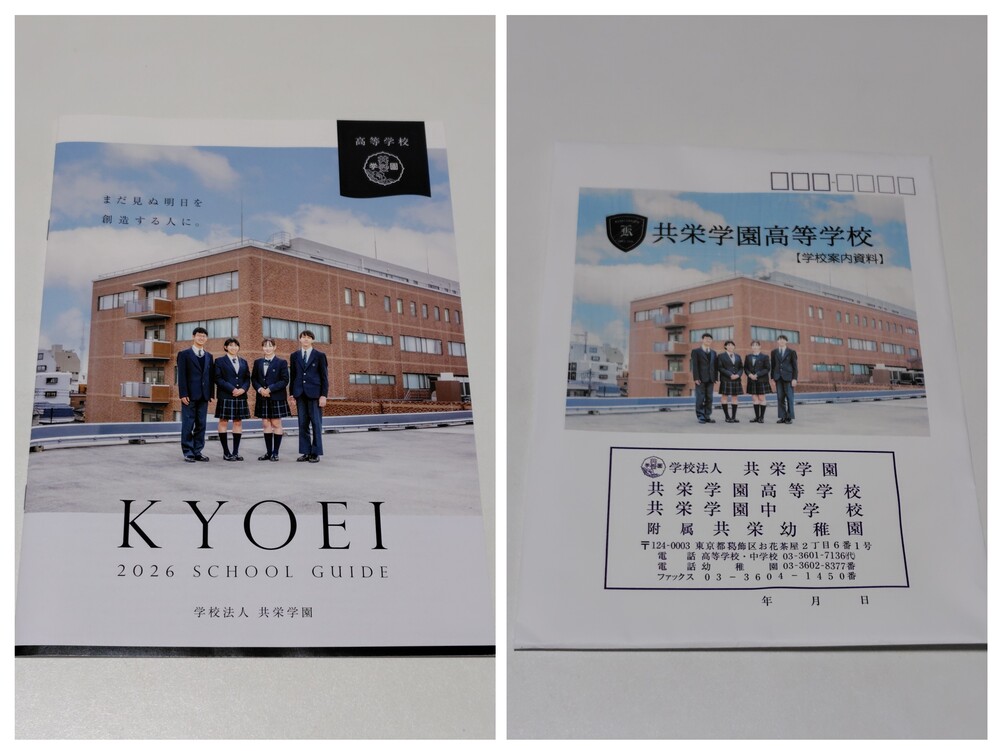 高等学校
学園
まだ見ぬ明日を
創造する人に。
KYOEI
2026 SCHOOL GUIDE
学校法人 共栄学園
共栄学園高等学校
【学校案内資料】
学校法人 共栄学園
共栄学園高等学校
共栄学園中学校
附属 共栄幼稚園
〒124-0003 東京都葛飾区お花茶屋2丁目6番1号
電話 高等学校・中学校 03-3601-7136代
電話 幼稚園 03-3602-8377番
ファックス 03-3604-1450番
年 月 日